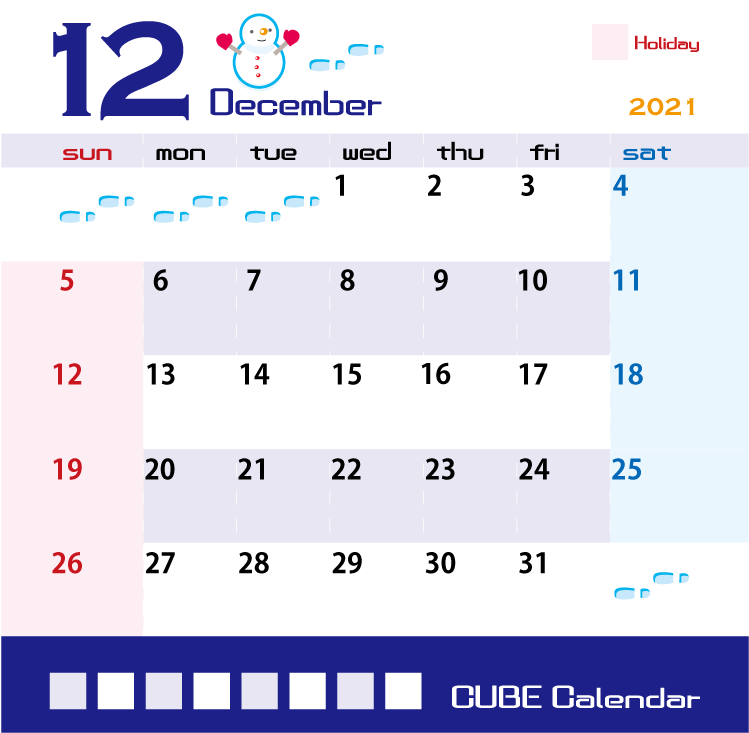 12
December
Holiday
2021
sun mon tue wed thu fri sat
1 2 3 4
5 6 7 8 9 10 11
12 13 14 15 16 17 18
19 20 21 22 23 24 25
26 27 28 29 30 31
CUBE Calendar